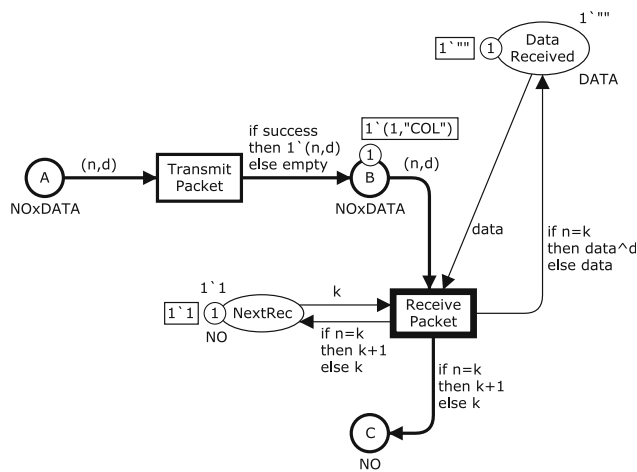 1`""
1`""
1
Data
Received
DATA
1`(1,"COL")
1
if success
then 1`(n,d)
else empty
(n,d)
A
Transmit
Packet
B
(n,d)
NOxDATA
NOxDATA
data
if n=k
then data^d
else data
1`1
1`1
1
NextRec
NO
k
Receive
Packet
if n=k
then k+1
else k
if n=k
then k+1
else k
C
NO